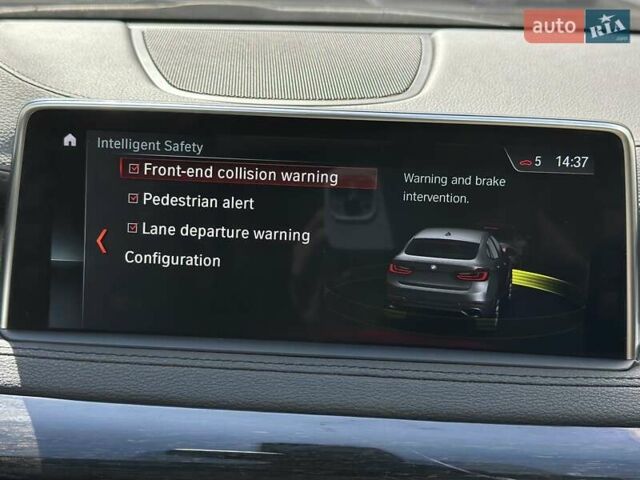 auto RIA
.com
Intelligent Safety
5 14:37
Front-end collision warning
Pedestrian alert
Lane departure warning
Configuration
Warning and brake
intervention.